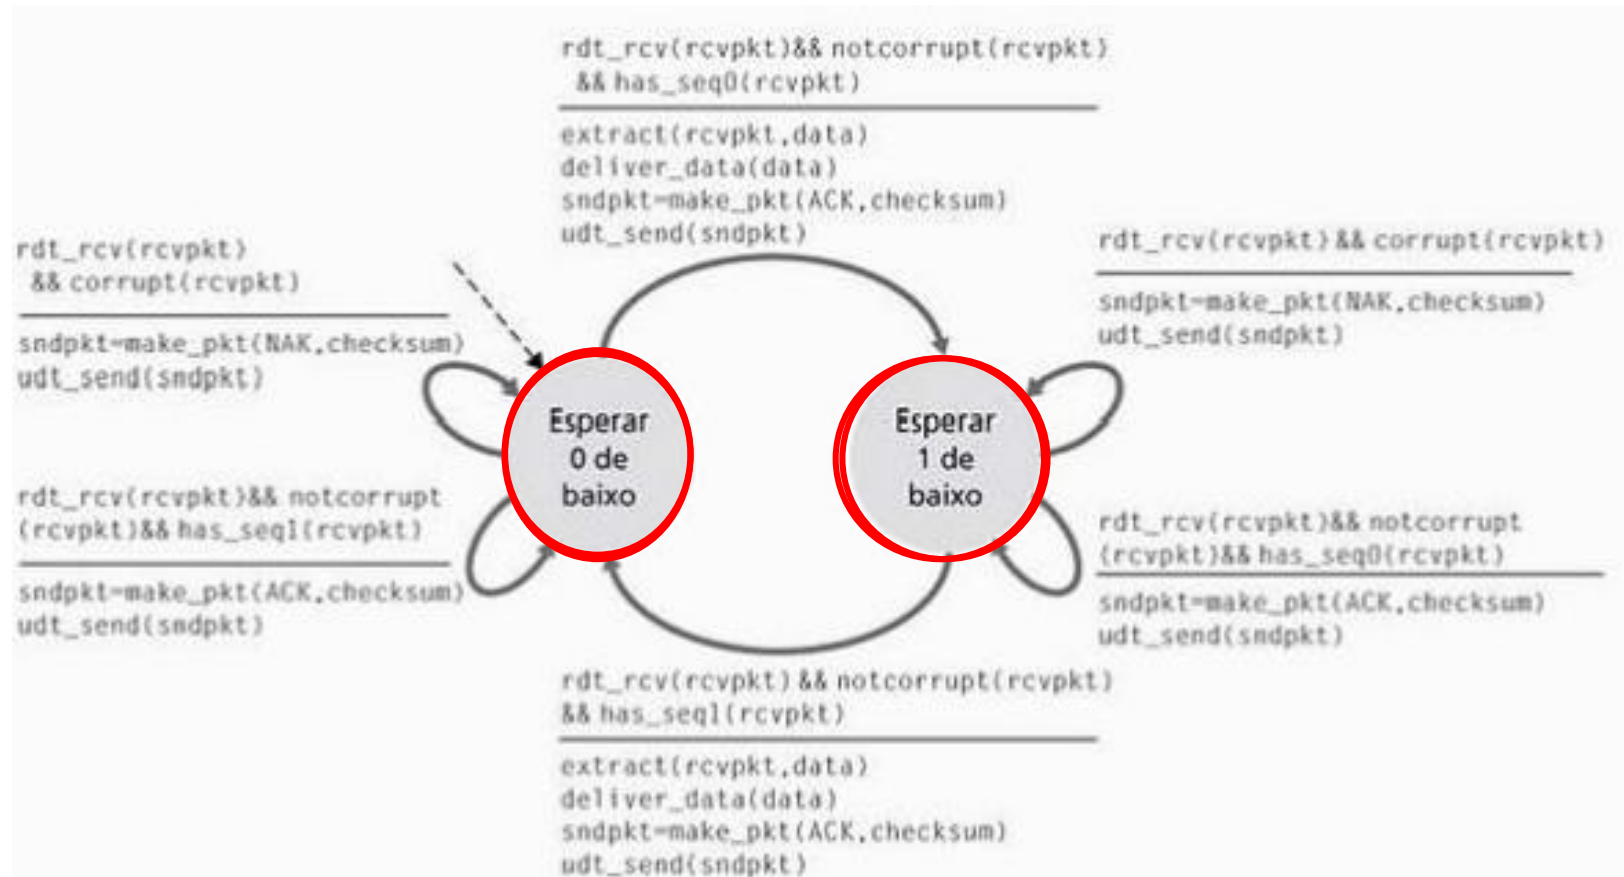 rdt_rcv(rcvpkt)&& notcorrupt(rcvpkt)
&& has_seq0(rcvpkt)
extract(rcvpkt,data)
deliver_data(data)
sndpkt=make_pkt(ACK,checksum)
udt_send(sndpkt)
rdt_rcv(rcvpkt)
&& corrupt(rcvpkt)
sndpkt=make_pkt(NAK,checksum)
udt_send(sndpkt)
rdt_rcv(rcvpkt)&& notcorrupt
(rcvpkt)&& has_seq1(rcvpkt)
sndpkt=make_pkt(ACK,checksum)
udt_send(sndpkt)
Esperar
0 de
baixo
Esperar
1 de
baixo
rdt_rcv(rcvpkt)&& corrupt(rcvpkt)
sndpkt=make_pkt(NAK,checksum)
udt_send(sndpkt)
rdt_rcv(rcvpkt)&& notcorrupt
(rcvpkt)&& has_seq0(rcvpkt)
sndpkt=make_pkt(ACK,checksum)
udt_send(sndpkt)
rdt_rcv(rcvpkt) && notcorrupt(rcvpkt)
&& has_seq1(rcvpkt)
extract(rcvpkt,data)
deliver_data(data)
sndpkt=make_pkt(ACK,checksum)
udt_send(sndpkt)